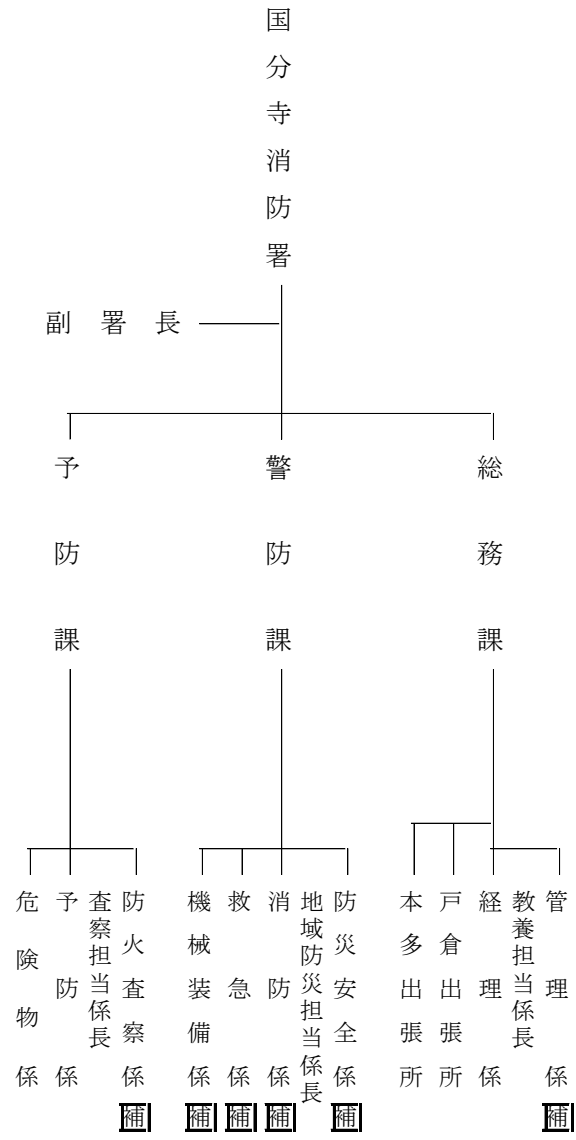 国分寺消防署
副署長
総務課
警防課
予防課
管理係補
教養担当係長
経理係
戸倉出張所
本多出張所
防災安全係補
地域防災担当係長
消防係補
救急係補
機械装備係補
防火査察係補
査察担当係長
予防係
危険物係